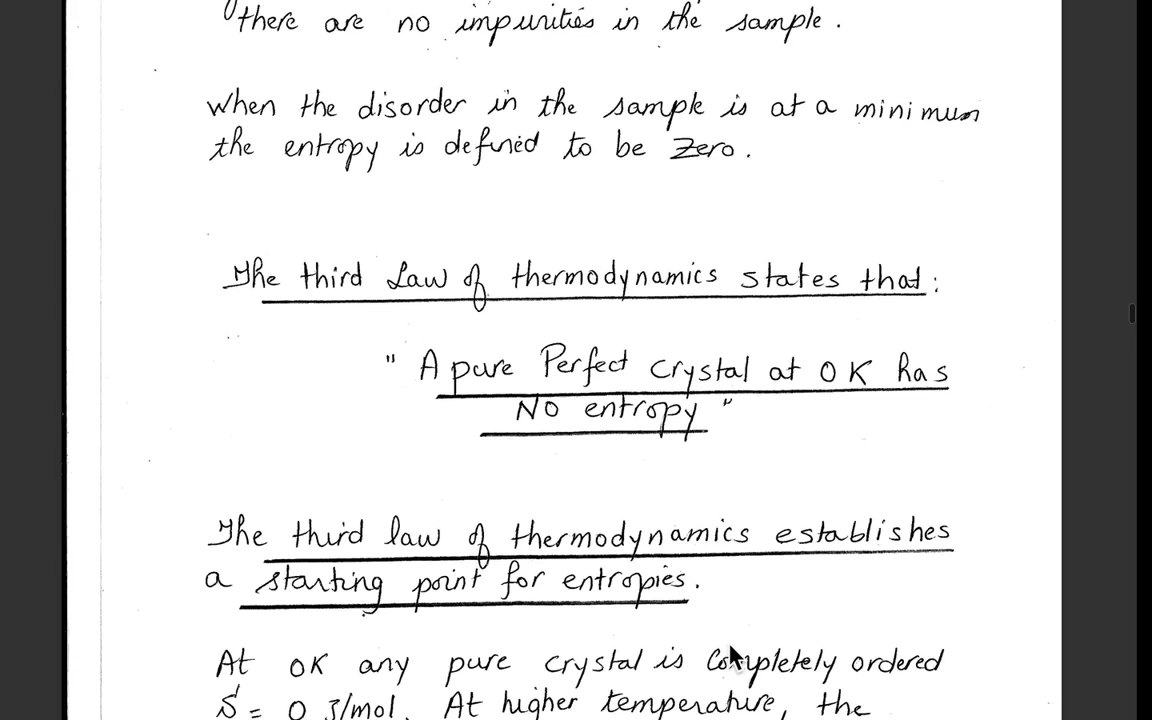 there are no impurities in the sample.
When the disorder in the sample is at a minimum
the entropy is defined to be Zero.
The third Law of thermodynamics states that:
" A pure Perfect crystal at 0 K has
No entropy "
The third law of thermodynamics establishes
a starting point for entropies.
At 0K any pure crystal is completely ordered
S = 0 J/mol. At higher temperature, the